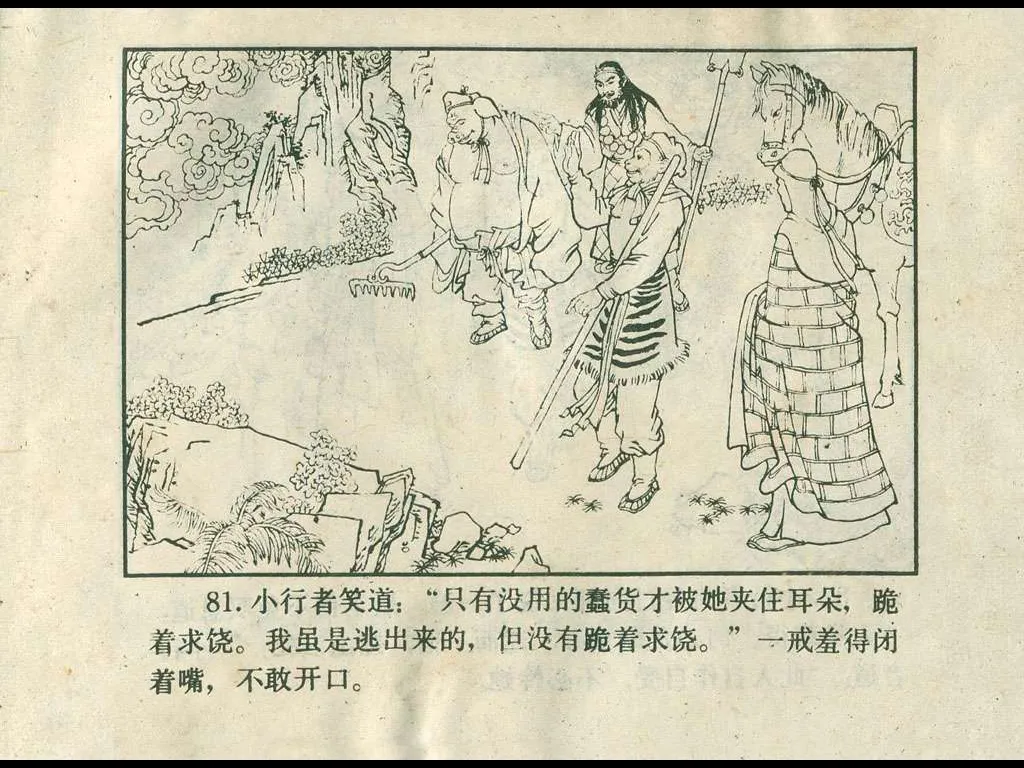 81. 小行者笑道：“只有没用的蠢货才被她夹住耳朵，跪
着求饶。我虽是逃出来的，但没有跪着求饶。”一戒羞得闭
着嘴，不敢开口。